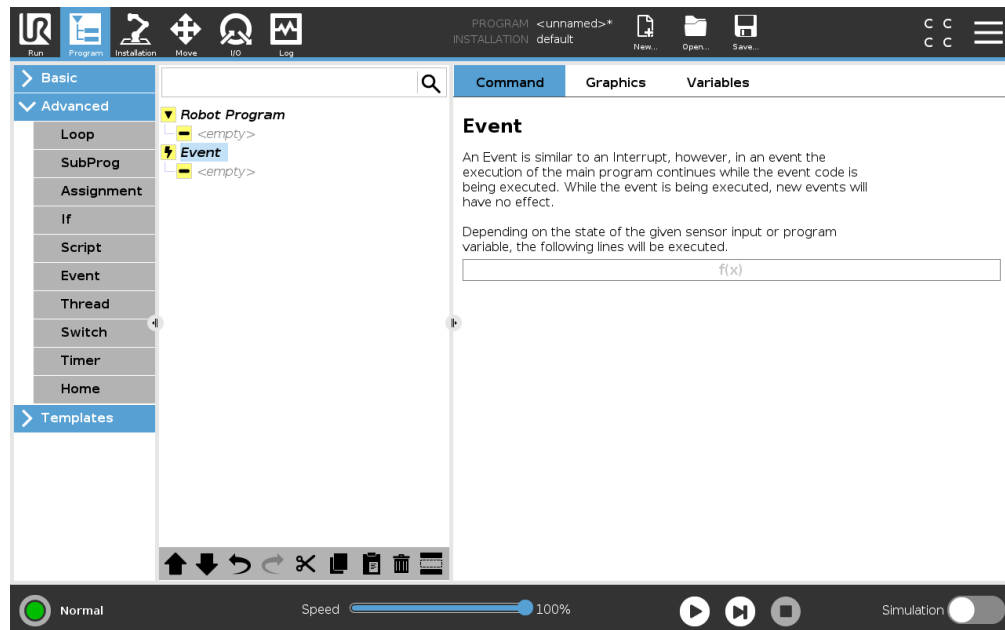 UR
Run
Program
Installation
Move
I/O
Log
PROGRAM <unnamed>*
INSTALLATION default
New...
Open...
Save...
C C
C C
Basic
Advanced
Loop
SubProg
Assignment
If
Script
Event
Thread
Switch
Timer
Home
Templates
Robot Program
<empty>
Event
<empty>
Command
Graphics
Variables
Event
An Event is similar to an Interrupt, however, in an event the
execution of the main program continues while the event code is
being executed. While the event is being executed, new events will
have no effect.
Depending on the state of the given sensor input or program
variable, the following lines will be executed.
f(x)
Normal
Speed
100%
Simulation